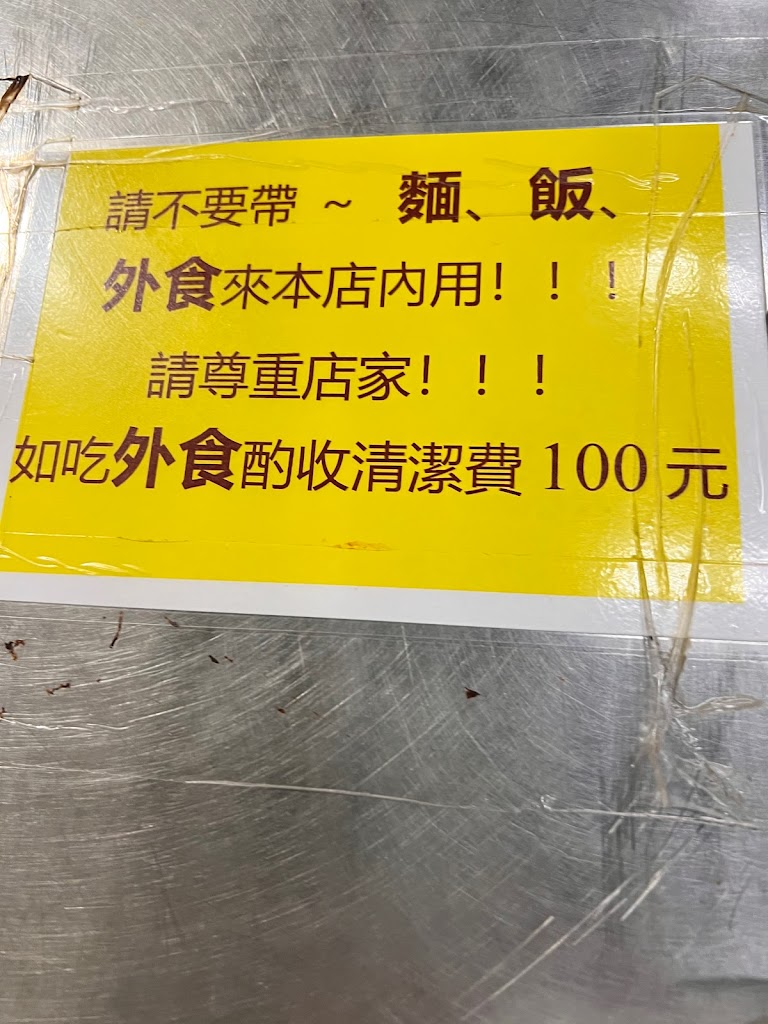 請不要帶 ~ 麵、飯、
外食來本店內用！！！
請尊重店家！！！
如吃外食酌收清潔費 100 元